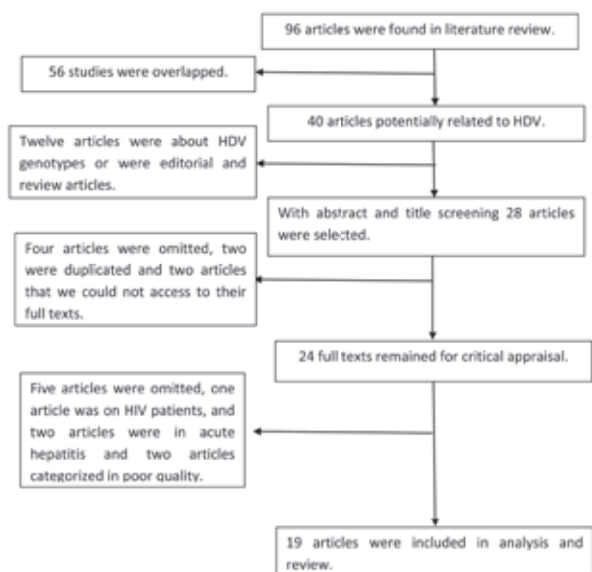 96 articles were found in literature review.
56 studies were overlapped.
40 articles potentially related to HDV.
Twelve articles were about HDV
genotypes or were editorial and
review articles.
With abstract and title screening 28 articles
were selected.
Four articles were omitted, two
were duplicated and two articles
that we could not access to their
full texts.
24 full texts remained for critical appraisal.
Five articles were omitted, one
article was on HIV patients, and
two articles were in acute
hepatitis and two articles
categorized in poor quality.
19 articles were included in analysis and
review.